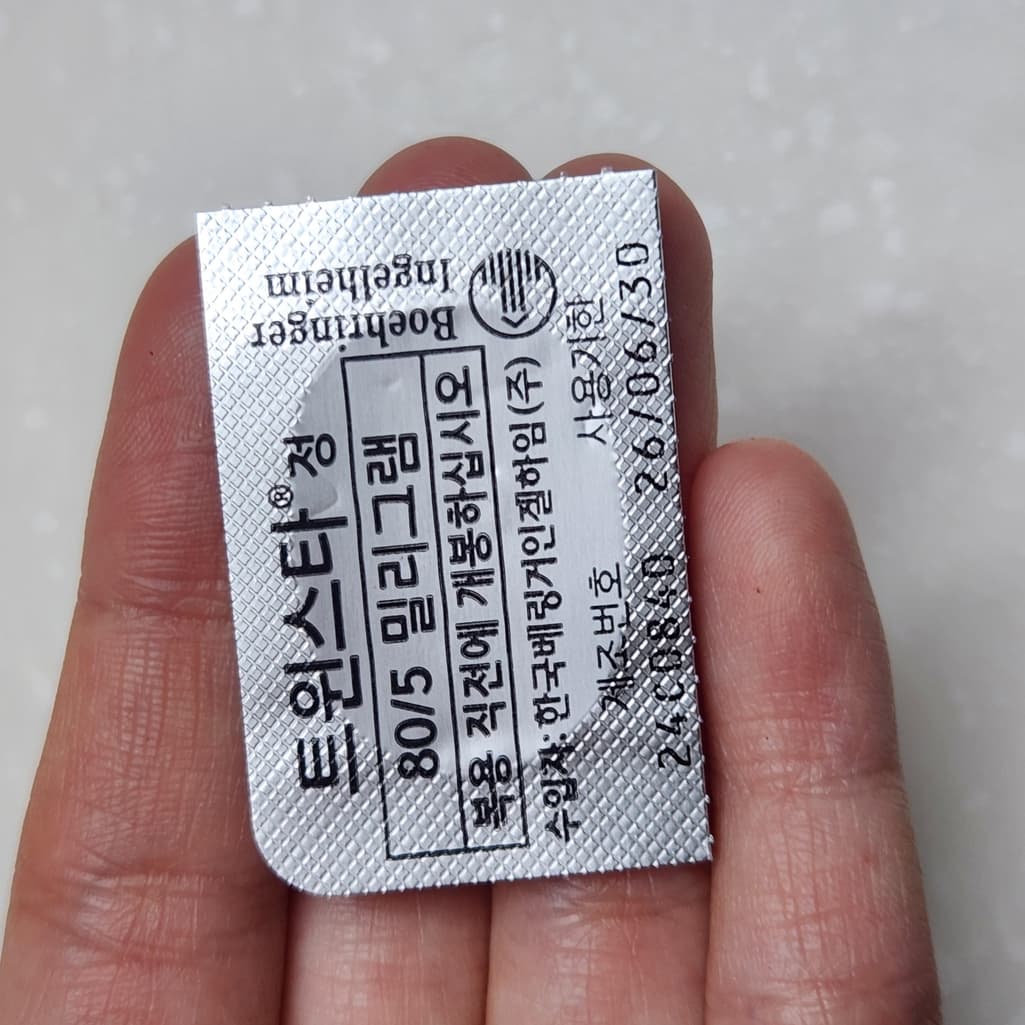 트윈스타®정
80/5 밀리그램
복용 직전에 개봉하십시오
수입자: 한국베링거인겔하임(주)
제조번호 사용기한
24C0840 26/06/30
Boehringer
Ingelheim